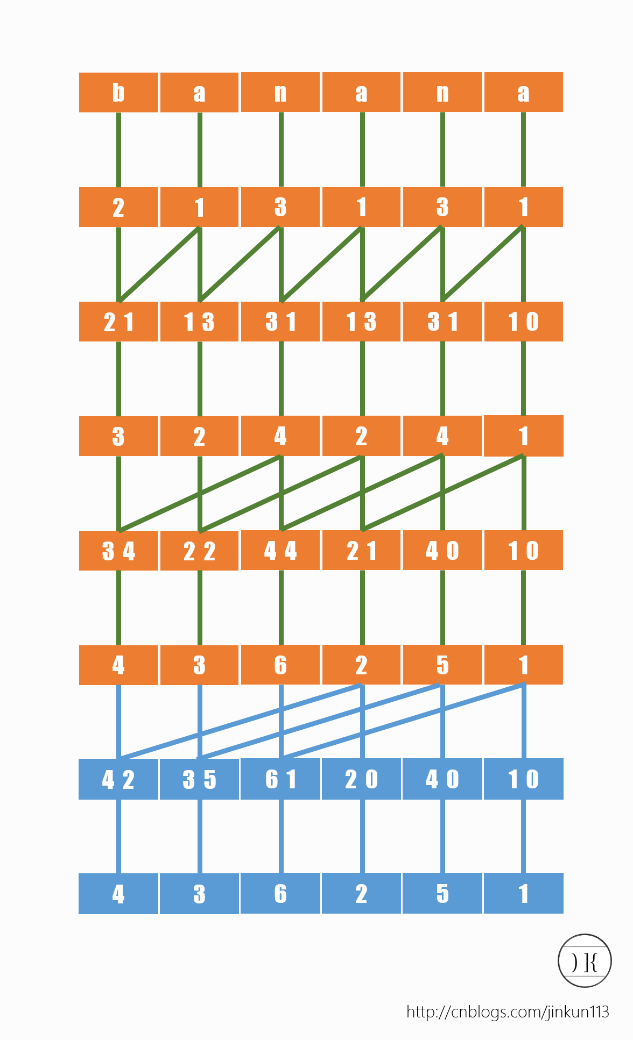 b a n a n a
2 1 3 1 3 1
2 1 1 3 3 1 1 3 3 1 1 0
3 2 4 2 4 1
3 4 2 2 4 4 2 1 4 0 1 0
4 3 6 2 5 1
4 2 3 5 6 1 2 0 4 0 1 0
4 3 6 2 5 1
http://cnblogs.com/jinkun113